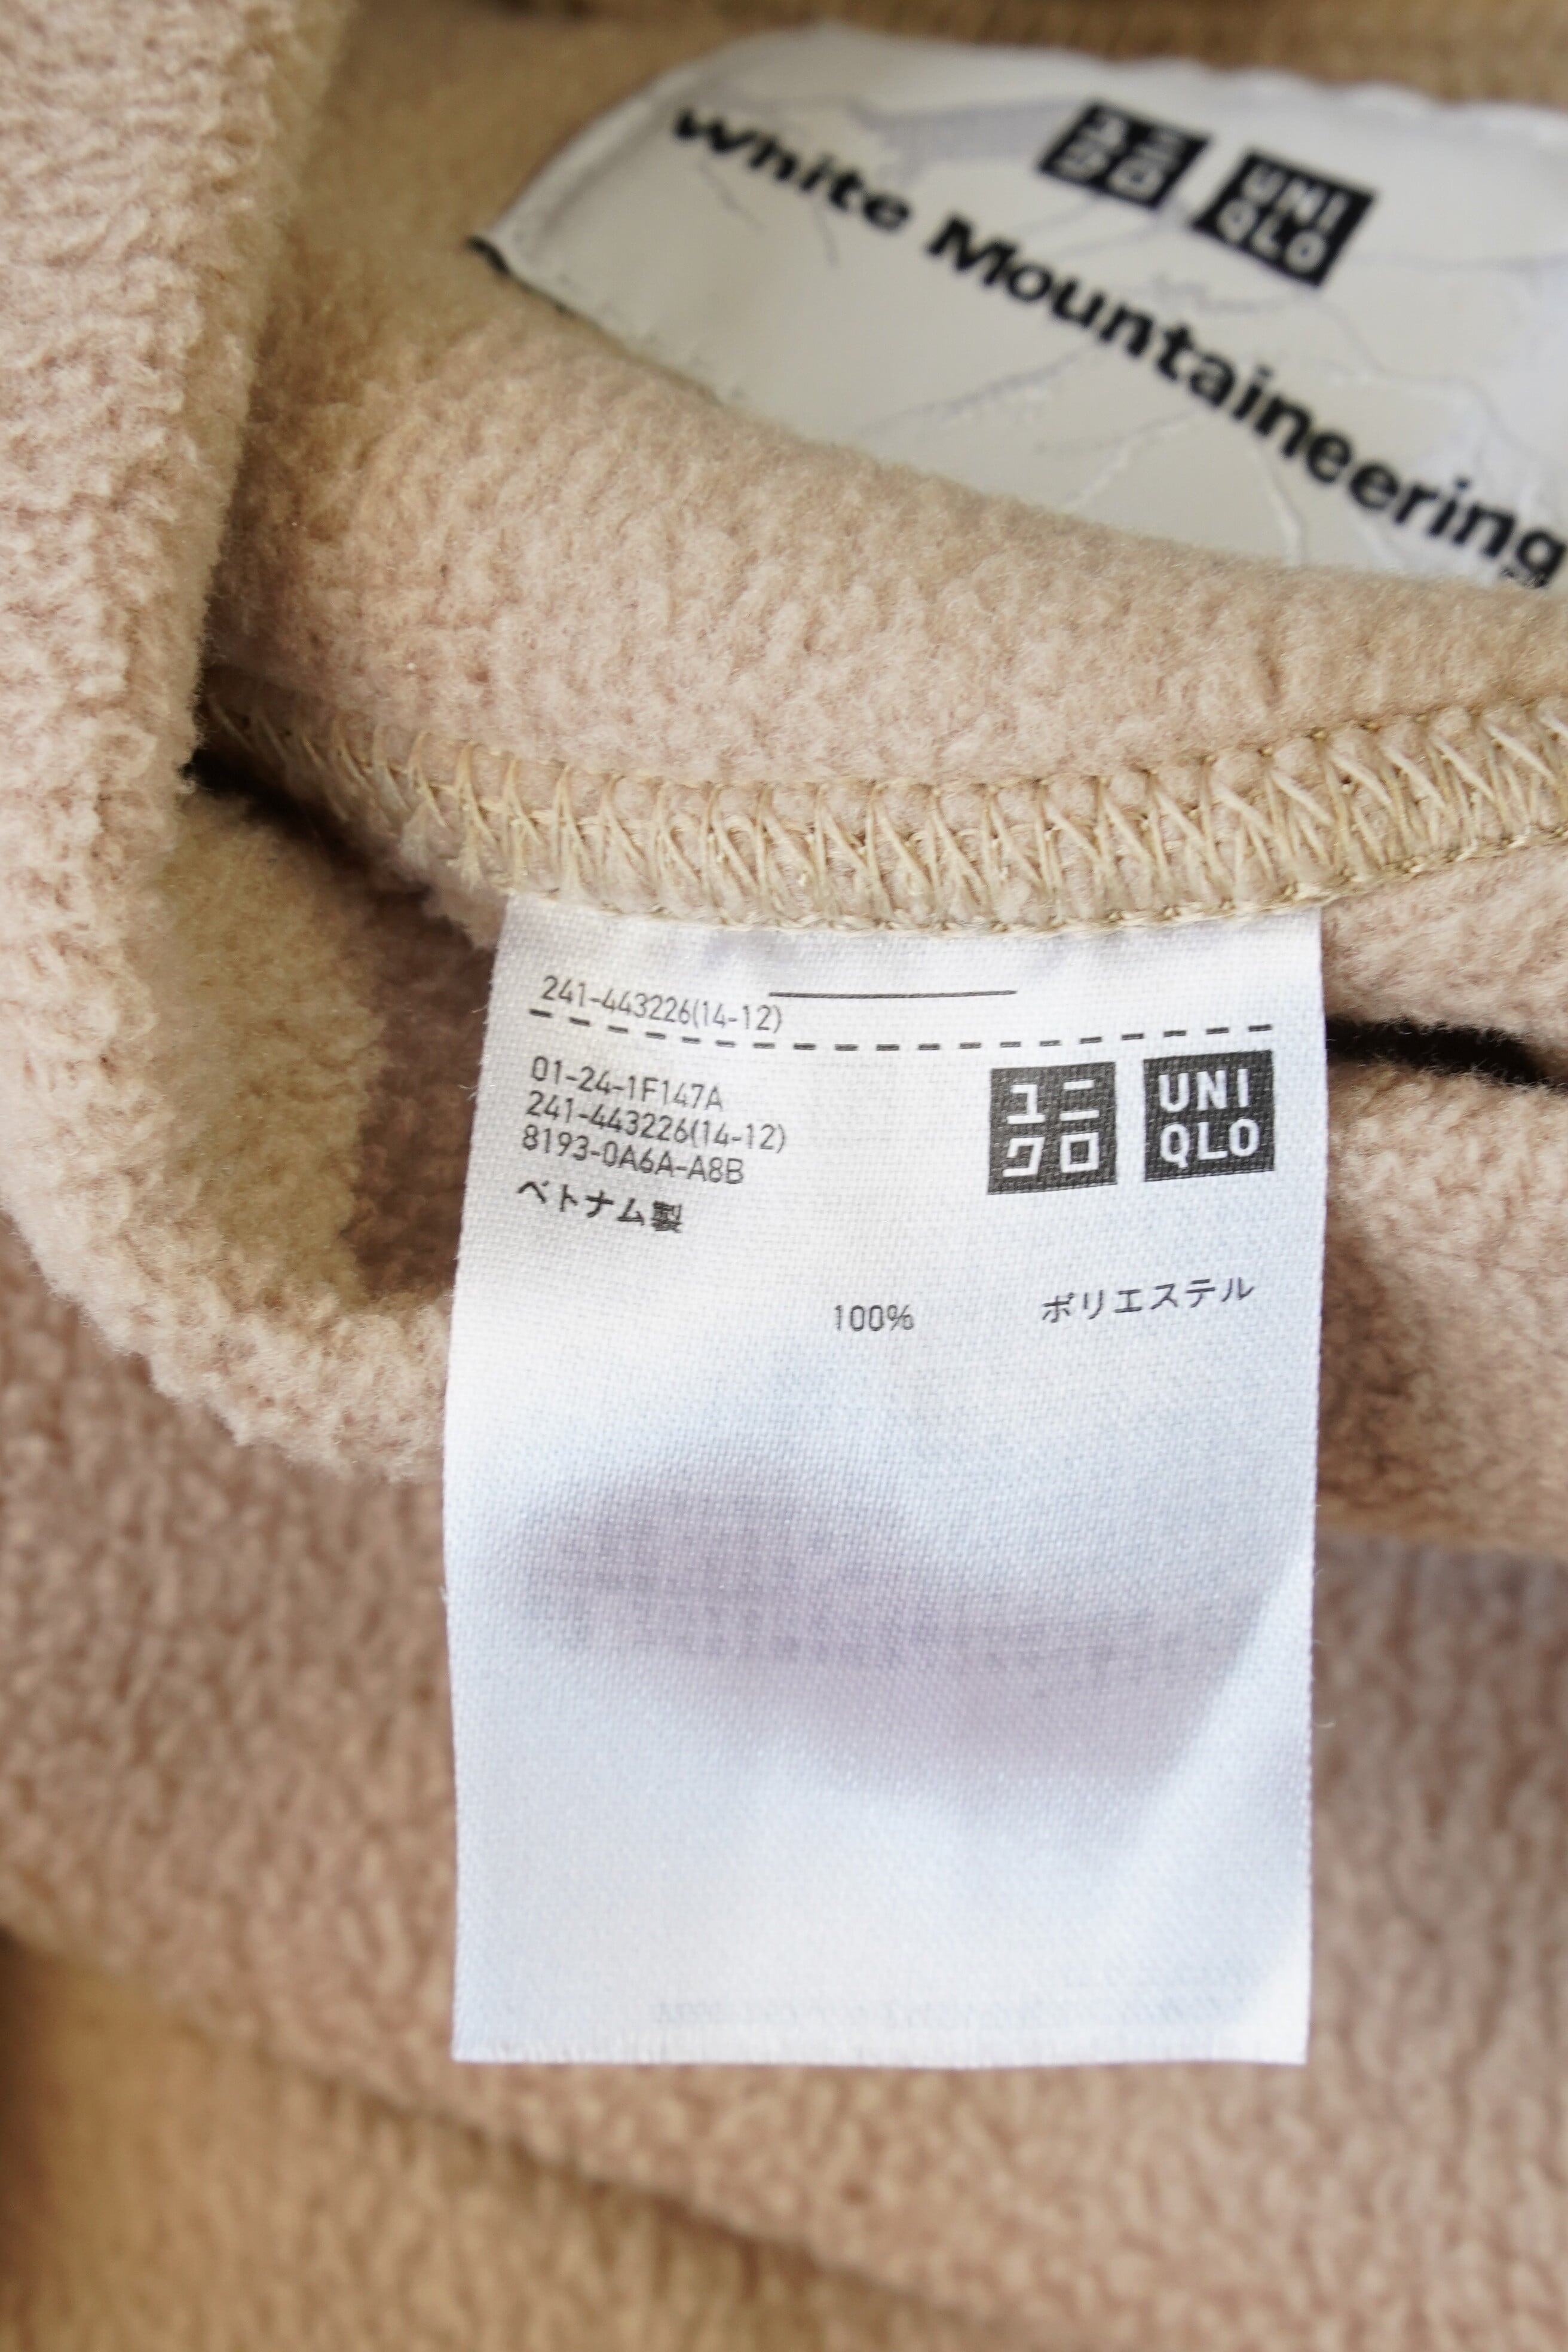 ユニ
クロ
UNI
QLO
White Mountaineering
241-443226(14-12)
01-24-1F147A
241-443226(14-12)
8193-0A6A-A8B
ベトナム製
ユニ
クロ
UNI
QLO
100% ポリエステル